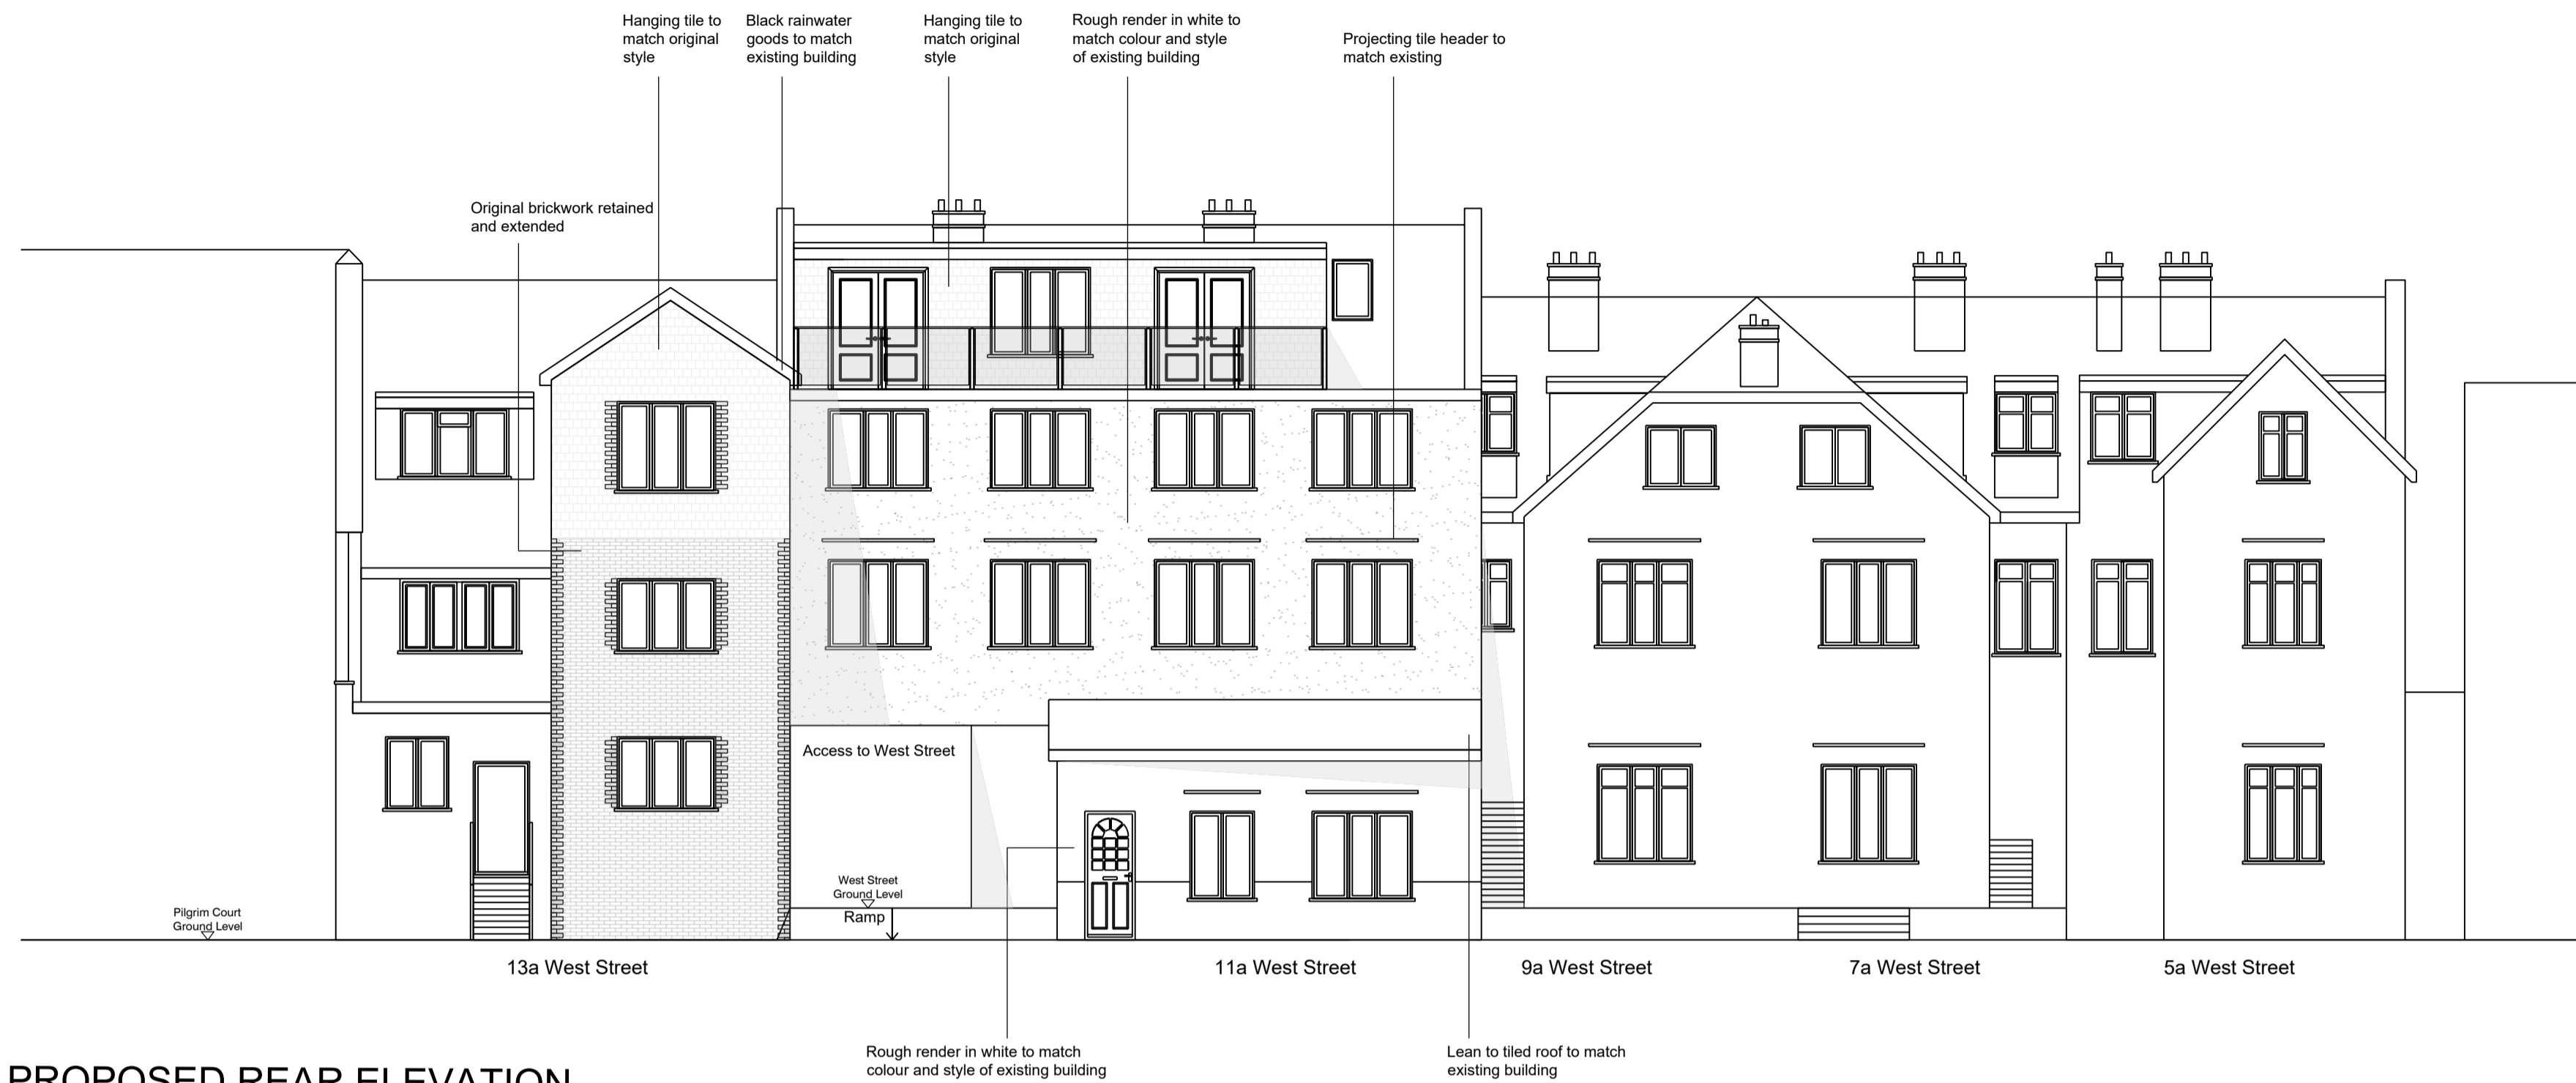 Hanging tile to
match original
style
Black rainwater
goods to match
existing building
Hanging tile to
match original
style
Rough render in white to
match colour and style
of existing building
Projecting tile header to
match existing
Original brickwork retained
and extended
Access to West Street
West Street
Ground Level
Ramp
Pilgrim Court
Ground Level
13a West Street
11a West Street
9a West Street
7a West Street
5a West Street
Rough render in white to match
colour and style of existing building
Lean to tiled roof to match
existing building
PROPOSED REAR ELEVATION